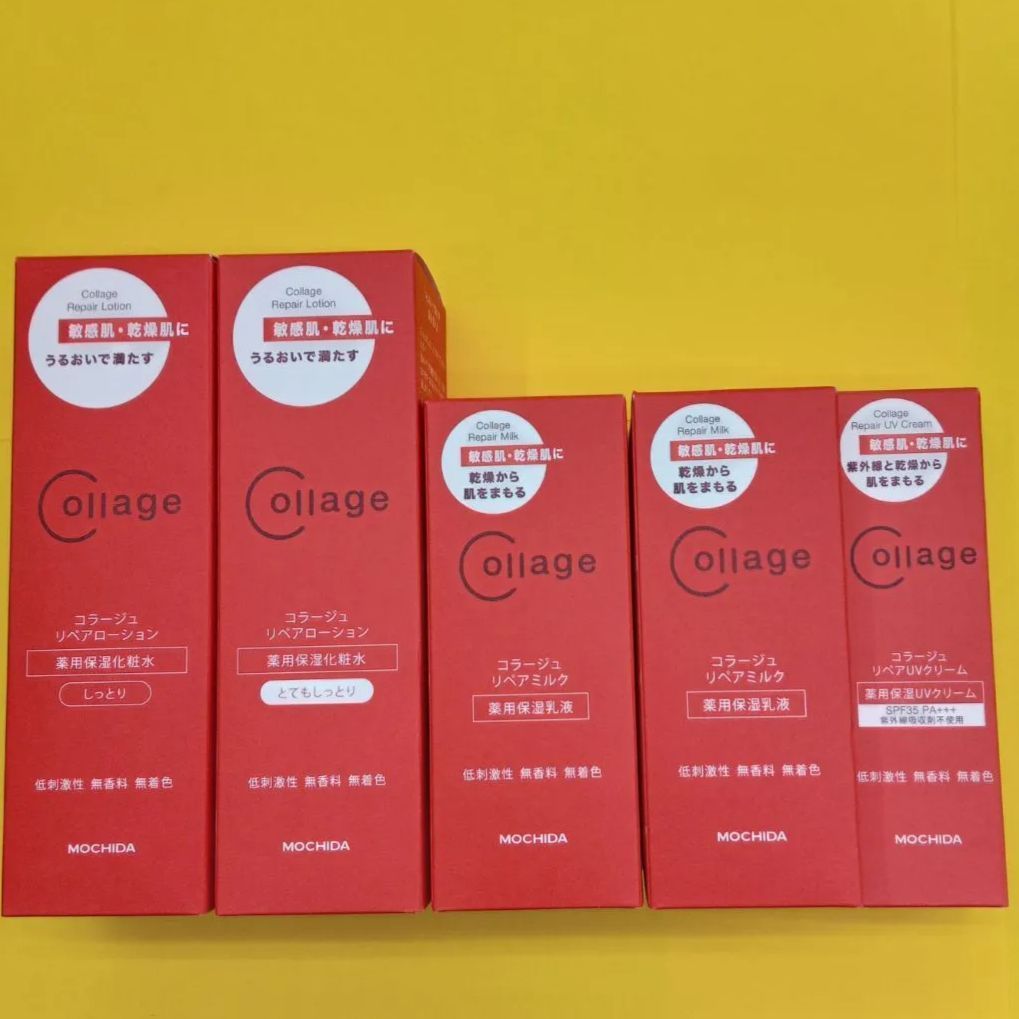 Collage
Repair Lotion
敏感肌・乾燥肌に
うるおいで満たす
Collage
コラージュ
リペアローション
薬用保湿化粧水
しっとり
低刺激性 無香料 無着色
MOCHIDA
Collage
Repair Lotion
敏感肌・乾燥肌に
うるおいで満たす
Collage
コラージュ
リペアローション
薬用保湿化粧水
とてもしっとり
低刺激性 無香料 無着色
MOCHIDA
Collage
Repair Milk
敏感肌・乾燥肌に
乾燥から
肌をまもる
Collage
コラージュ
リペアミルク
薬用保湿乳液
低刺激性 無香料 無着色
MOCHIDA
Collage
Repair Milk
敏感肌・乾燥肌に
乾燥から
肌をまもる
Collage
コラージュ
リペアミルク
薬用保湿乳液
低刺激性 無香料 無着色
MOCHIDA
Collage
Repair UV Cream
敏感肌・乾燥肌に
紫外線と乾燥から
肌をまもる
Collage
コラージュ
リペアUVクリーム
薬用保湿UVクリーム
SPF35 PA+++
紫外線吸収剤不使用
低刺激性 無香料 無着色
MOCHIDA